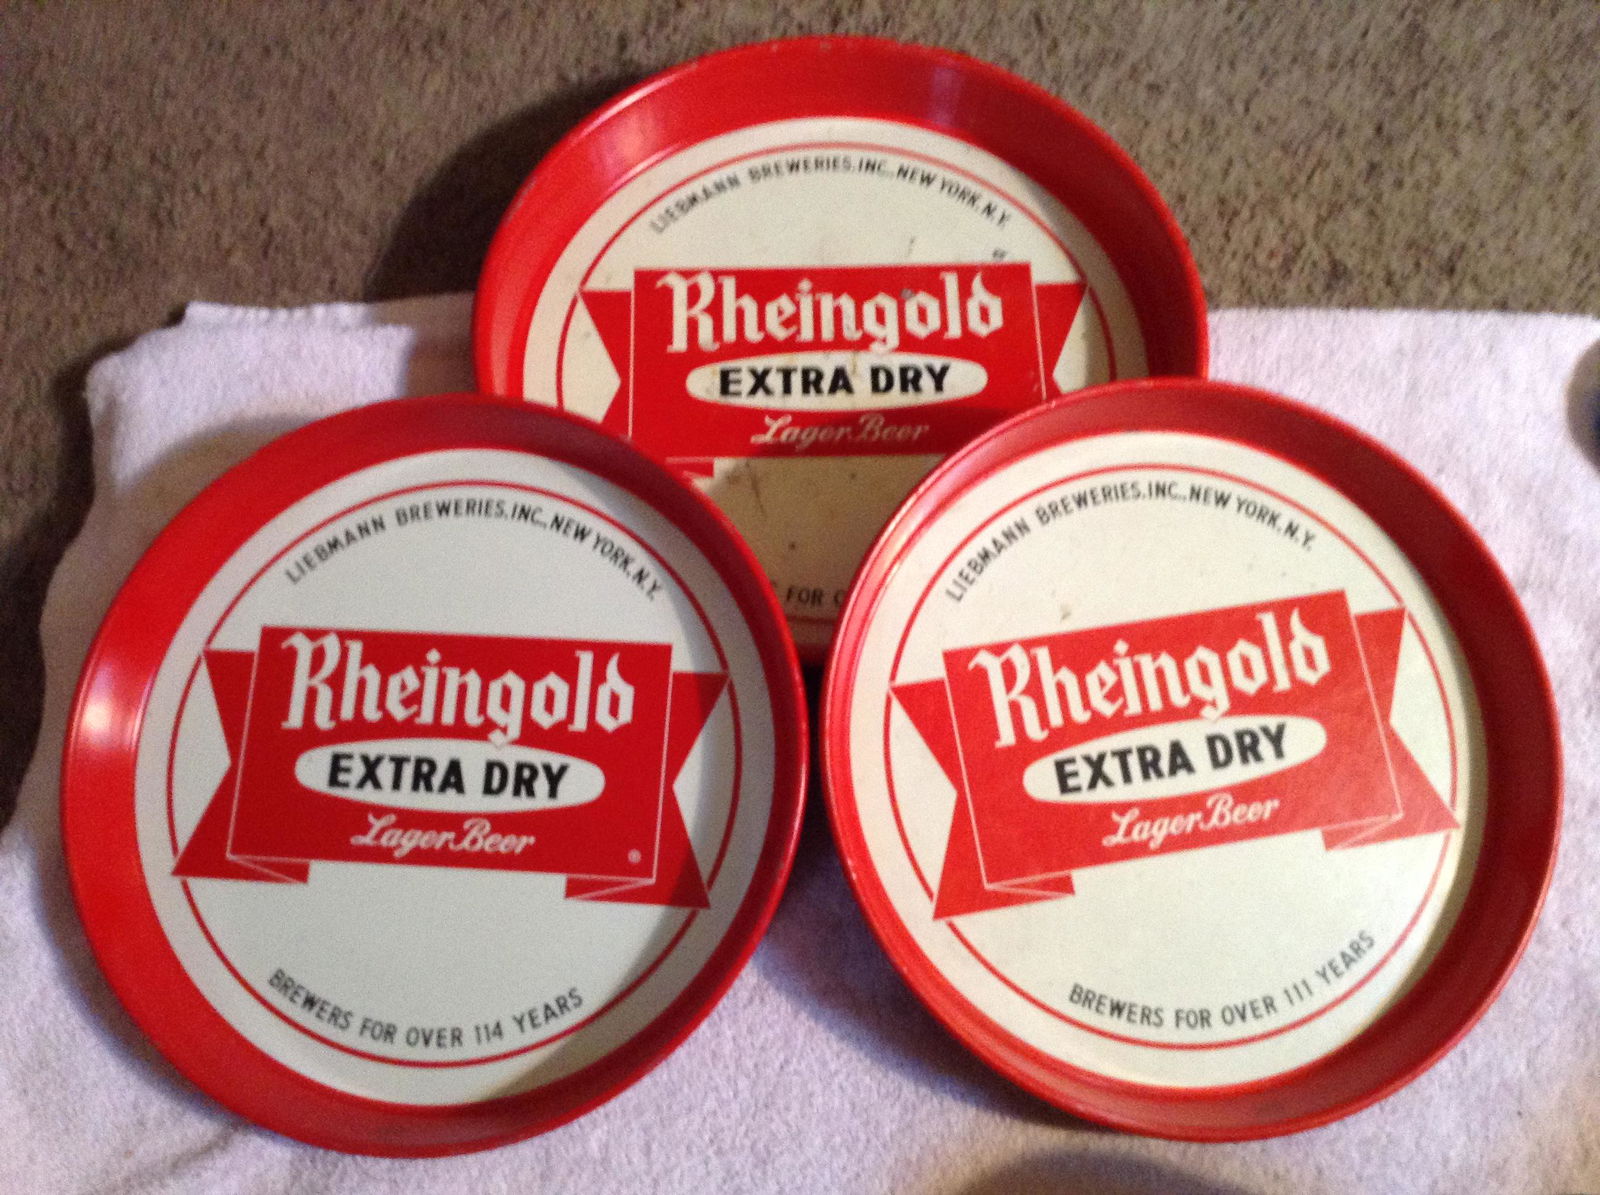 LIEBMANN BREWERIES, INC., NEW YORK, N.Y.
Rheingold
EXTRA DRY
Lager Beer
FOR
LIEBMANN BREWERIES, INC., NEW YORK, N.Y.
Rheingold
EXTRA DRY
Lager Beer
®
BREWERS FOR OVER 114 YEARS
LIEBMANN BREWERIES, INC., NEW YORK, N.Y.
Rheingold
EXTRA DRY
Lager Beer
BREWERS FOR OVER 111 YEARS